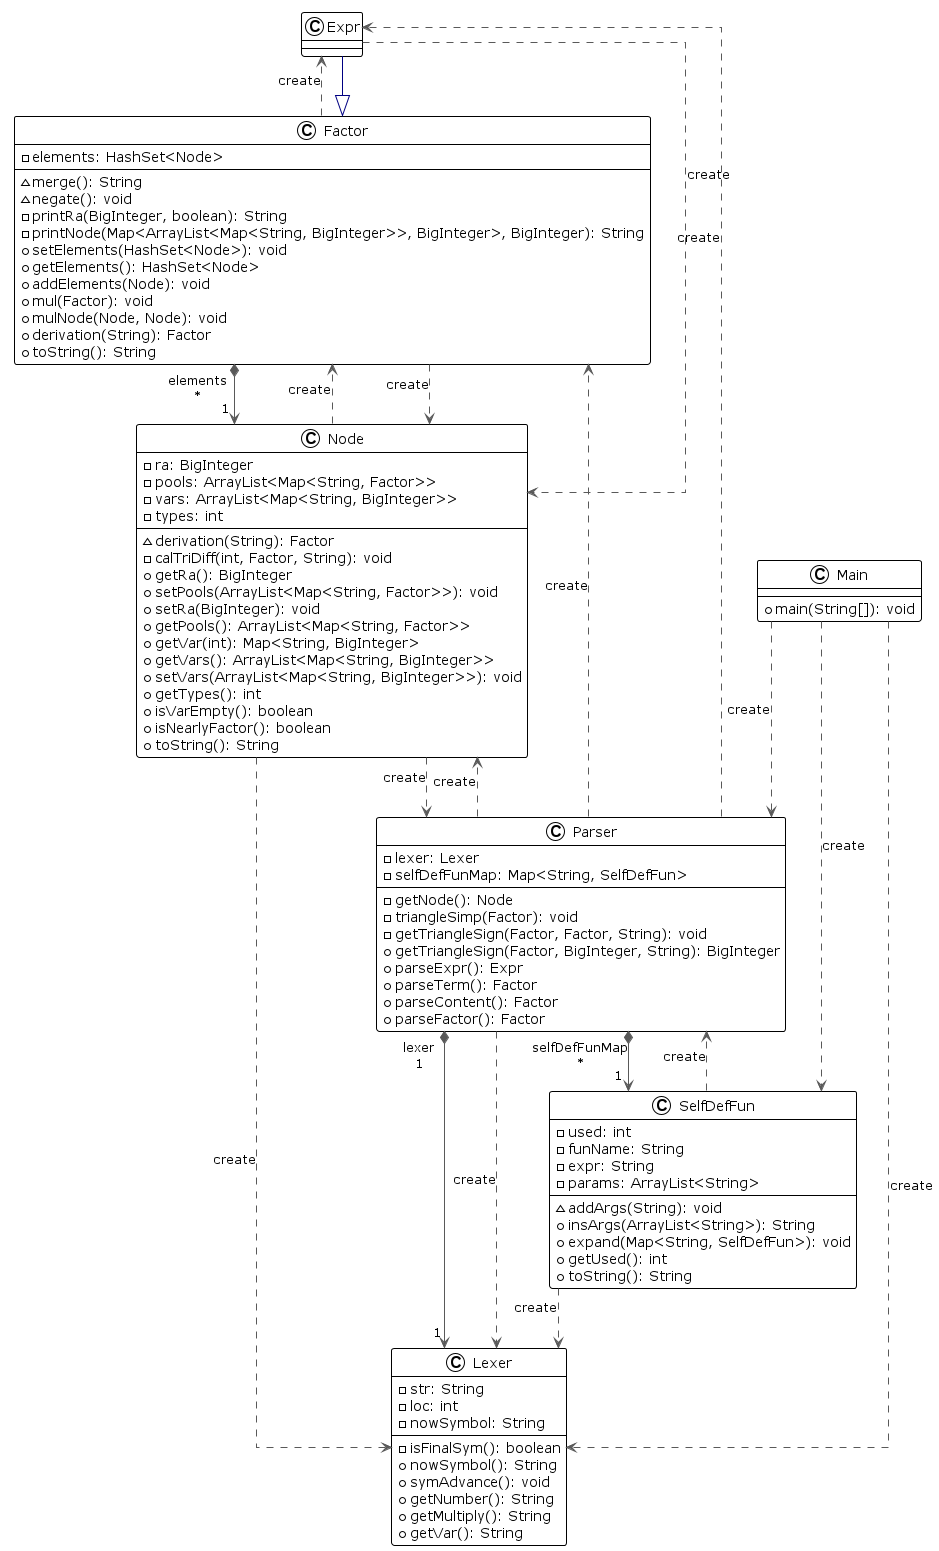 C Expr
create
C Factor
elements: HashSet<Node>
merge(): String
negate(): void
printRa(BigInteger, boolean): String
printNode(Map<ArrayList<Map<String, BigInteger>>, BigInteger>, BigInteger): String
setElements(HashSet<Node>): void
getElements(): HashSet<Node>
addElements(Node): void
mul(Factor): void
mulNode(Node, Node): void
derivation(String): Factor
toString(): String
create
create
elements
*
1
create
create
C Node
ra: BigInteger
pools: ArrayList<Map<String, Factor>>
vars: ArrayList<Map<String, BigInteger>>
types: int
derivation(String): Factor
calTriDiff(int, Factor, String): void
getRa(): BigInteger
setPools(ArrayList<Map<String, Factor>>): void
setRa(BigInteger): void
getPools(): ArrayList<Map<String, Factor>>
getVar(int): Map<String, BigInteger>
getVars(): ArrayList<Map<String, BigInteger>>
setVars(ArrayList<Map<String, BigInteger>>): void
getTypes(): int
isVarEmpty(): boolean
isNearlyFactor(): boolean
toString(): String
create
C Main
main(String[]): void
create
create
create
create
C Parser
lexer: Lexer
selfDefFunMap: Map<String, SelfDefFun>
getNode(): Node
triangleSimp(Factor): void
getTriangleSign(Factor, Factor, String): void
getTriangleSign(Factor, BigInteger, String): BigInteger
parseExpr(): Expr
parseTerm(): Factor
parseContent(): Factor
parseFactor(): Factor
lexer
1
selfDefFunMap
*
1
create
C SelfDefFun
used: int
funName: String
expr: String
params: ArrayList<String>
addArgs(String): void
insArgs(ArrayList<String>): String
expand(Map<String, SelfDefFun>): void
getUsed(): int
toString(): String
create
create
create
create
1
C Lexer
str: String
loc: int
nowSymbol: String
isFinalSym(): boolean
nowSymbol(): String
symAdvance(): void
getNumber(): String
getMultiply(): String
getVar(): String